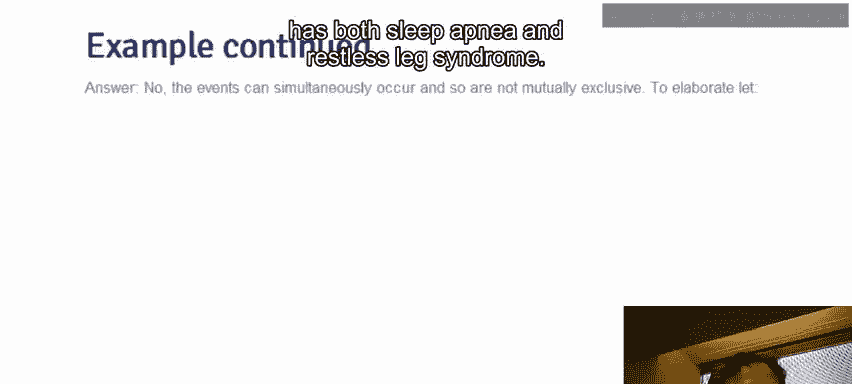 has both sleep apnea and
restless leg syndrome.
Example continued
Answer: No, the events can simultaneously occur and so are not mutually exclusive. To elaborate let: